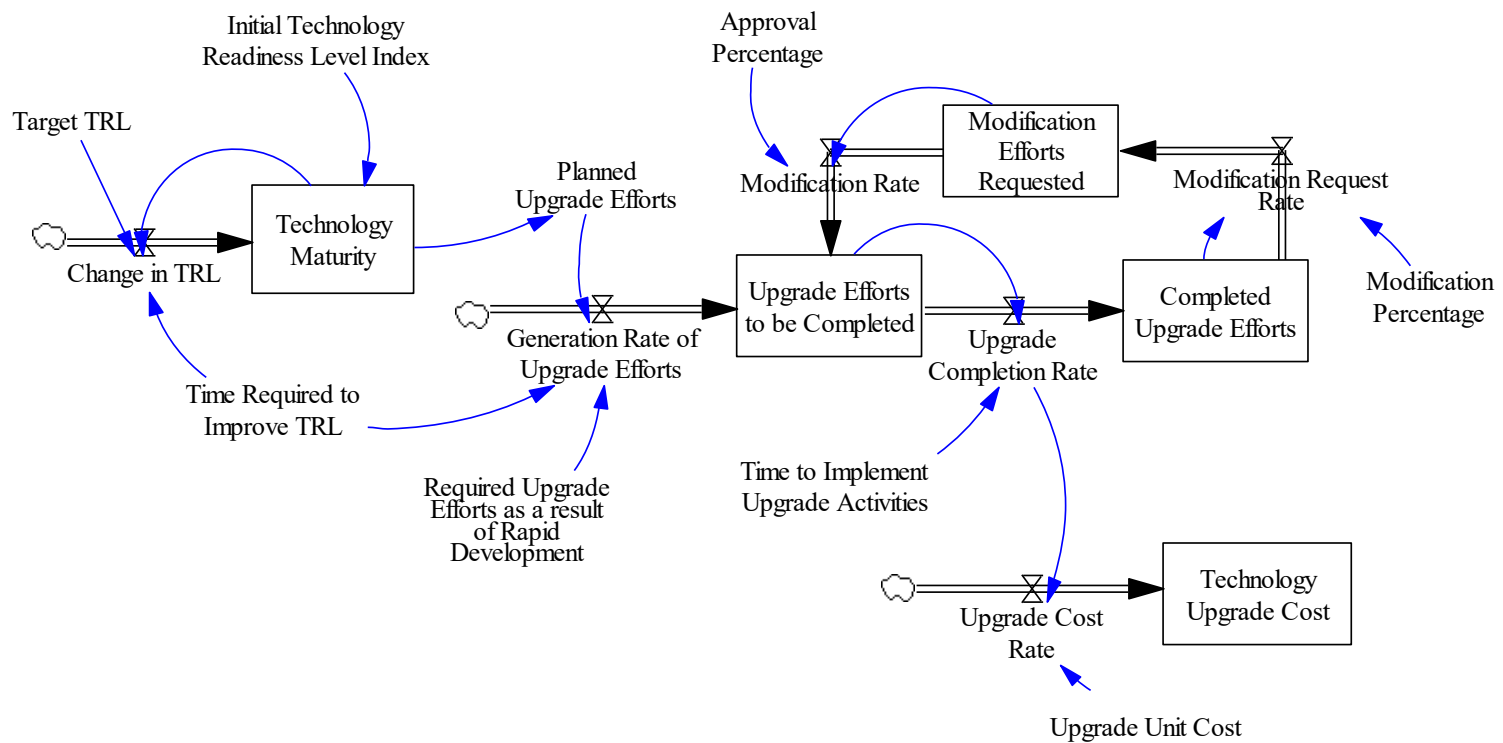 Initial Technology
Readiness Level Index
Target TRL
Technology
Maturity
Change in TRL
Time Required to
Improve TRL
Planned
Upgrade Efforts
Generation Rate of
Upgrade Efforts
Required Upgrade
Efforts as a result
of Rapid
Development
Approval
Percentage
Modification Rate
Modification
Efforts
Requested
Modification Request
Rate
Modification
Percentage
Upgrade Efforts
to be Completed
Upgrade
Completion Rate
Completed
Upgrade Efforts
Time to Implement
Upgrade Activities
Technology
Upgrade Cost
Upgrade Cost
Rate
Upgrade Unit Cost